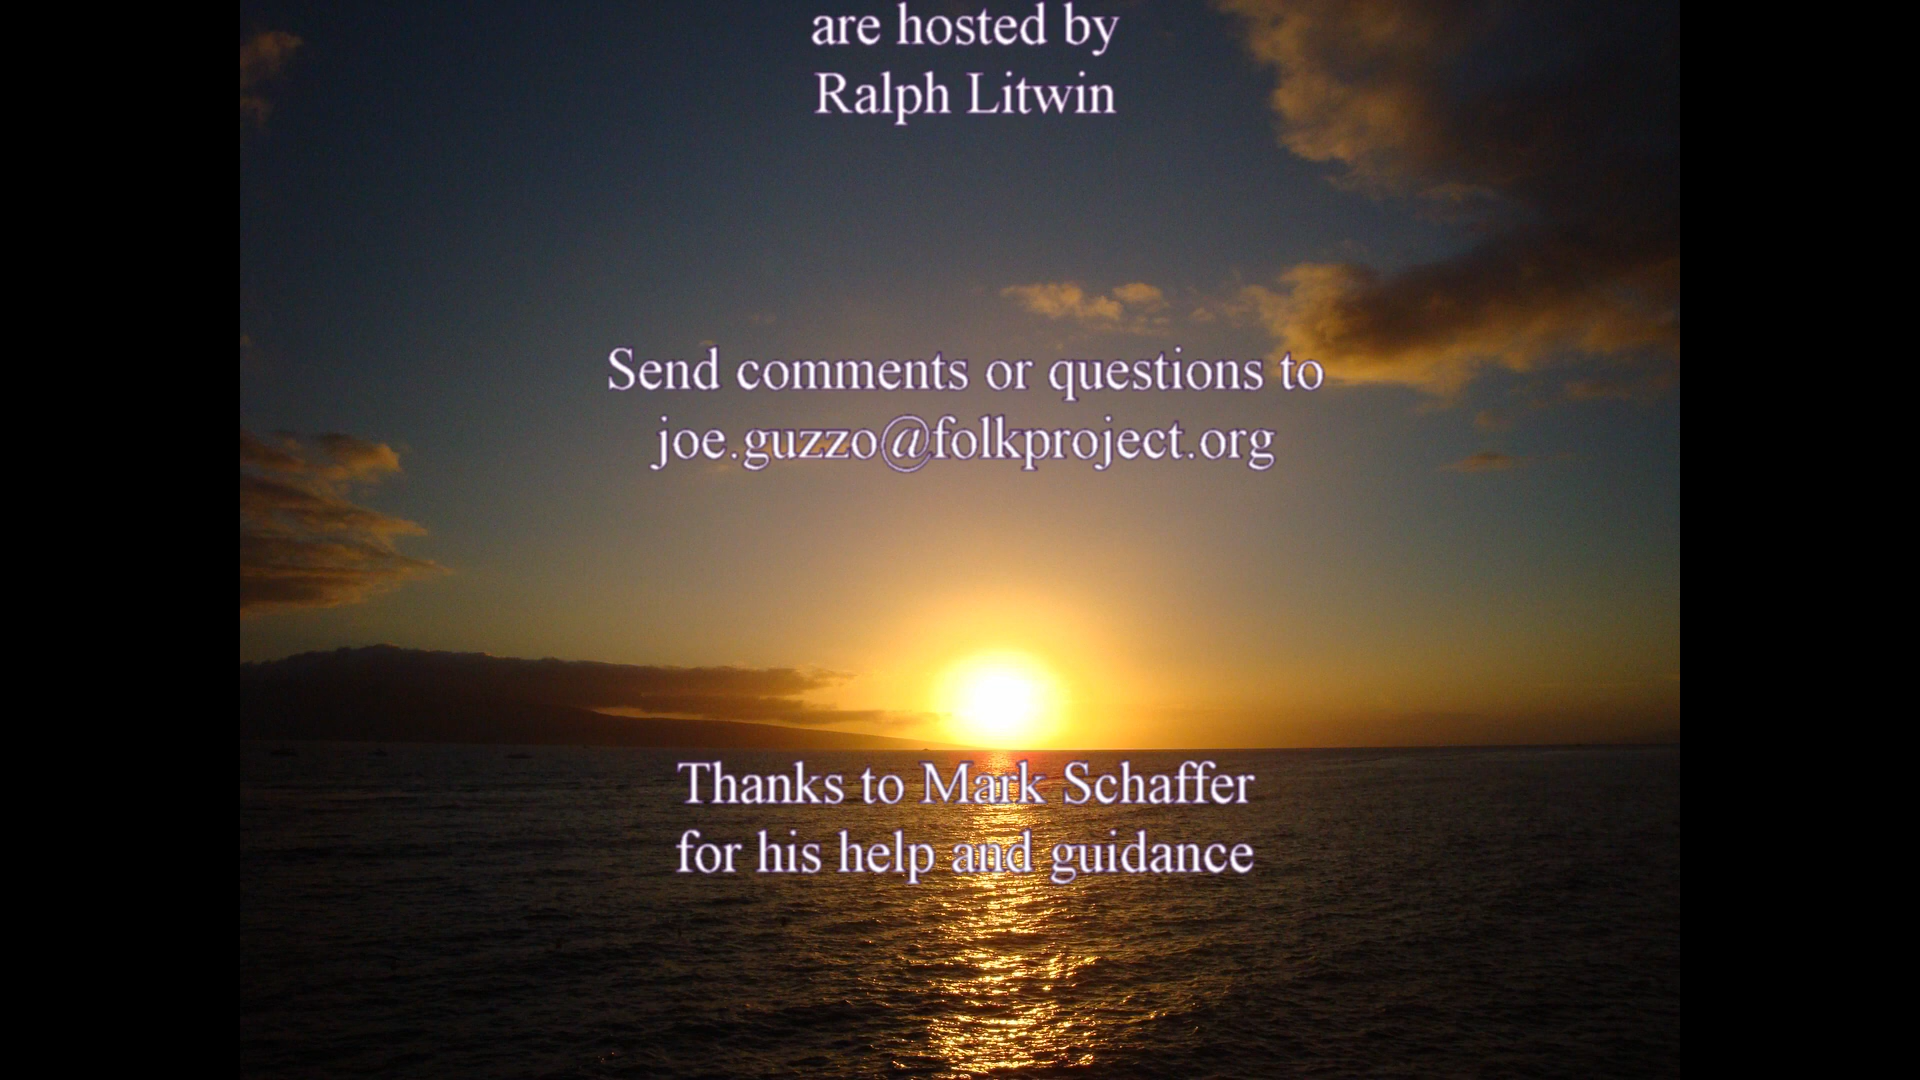 are hosted by
Ralph Litwin
Send comments or questions to
joe.guzzo@folkproject.org
Thanks to Mark Schaffer
for his help and guidance